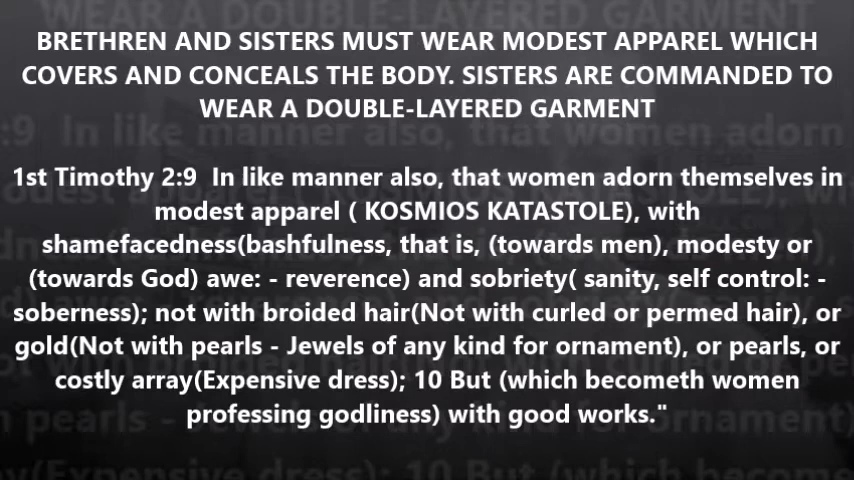 BRETHREN AND SISTERS MUST WEAR MODEST APPAREL WHICH
COVERS AND CONCEALS THE BODY. SISTERS ARE COMMANDED TO
WEAR A DOUBLE-LAYERED GARMENT
1st Timothy 2:9  In like manner also, that women adorn themselves in
modest apparel ( KOSMIOS KATASTOLE), with
shamefacedness(bashfulness, that is, (towards men), modesty or
(towards God) awe: - reverence) and sobriety( sanity, self control: -
soberness); not with broided hair(Not with curled or permed hair), or
gold(Not with pearls - Jewels of any kind for ornament), or pearls, or
costly array(Expensive dress); 10 But (which becometh women
professing godliness) with good works."